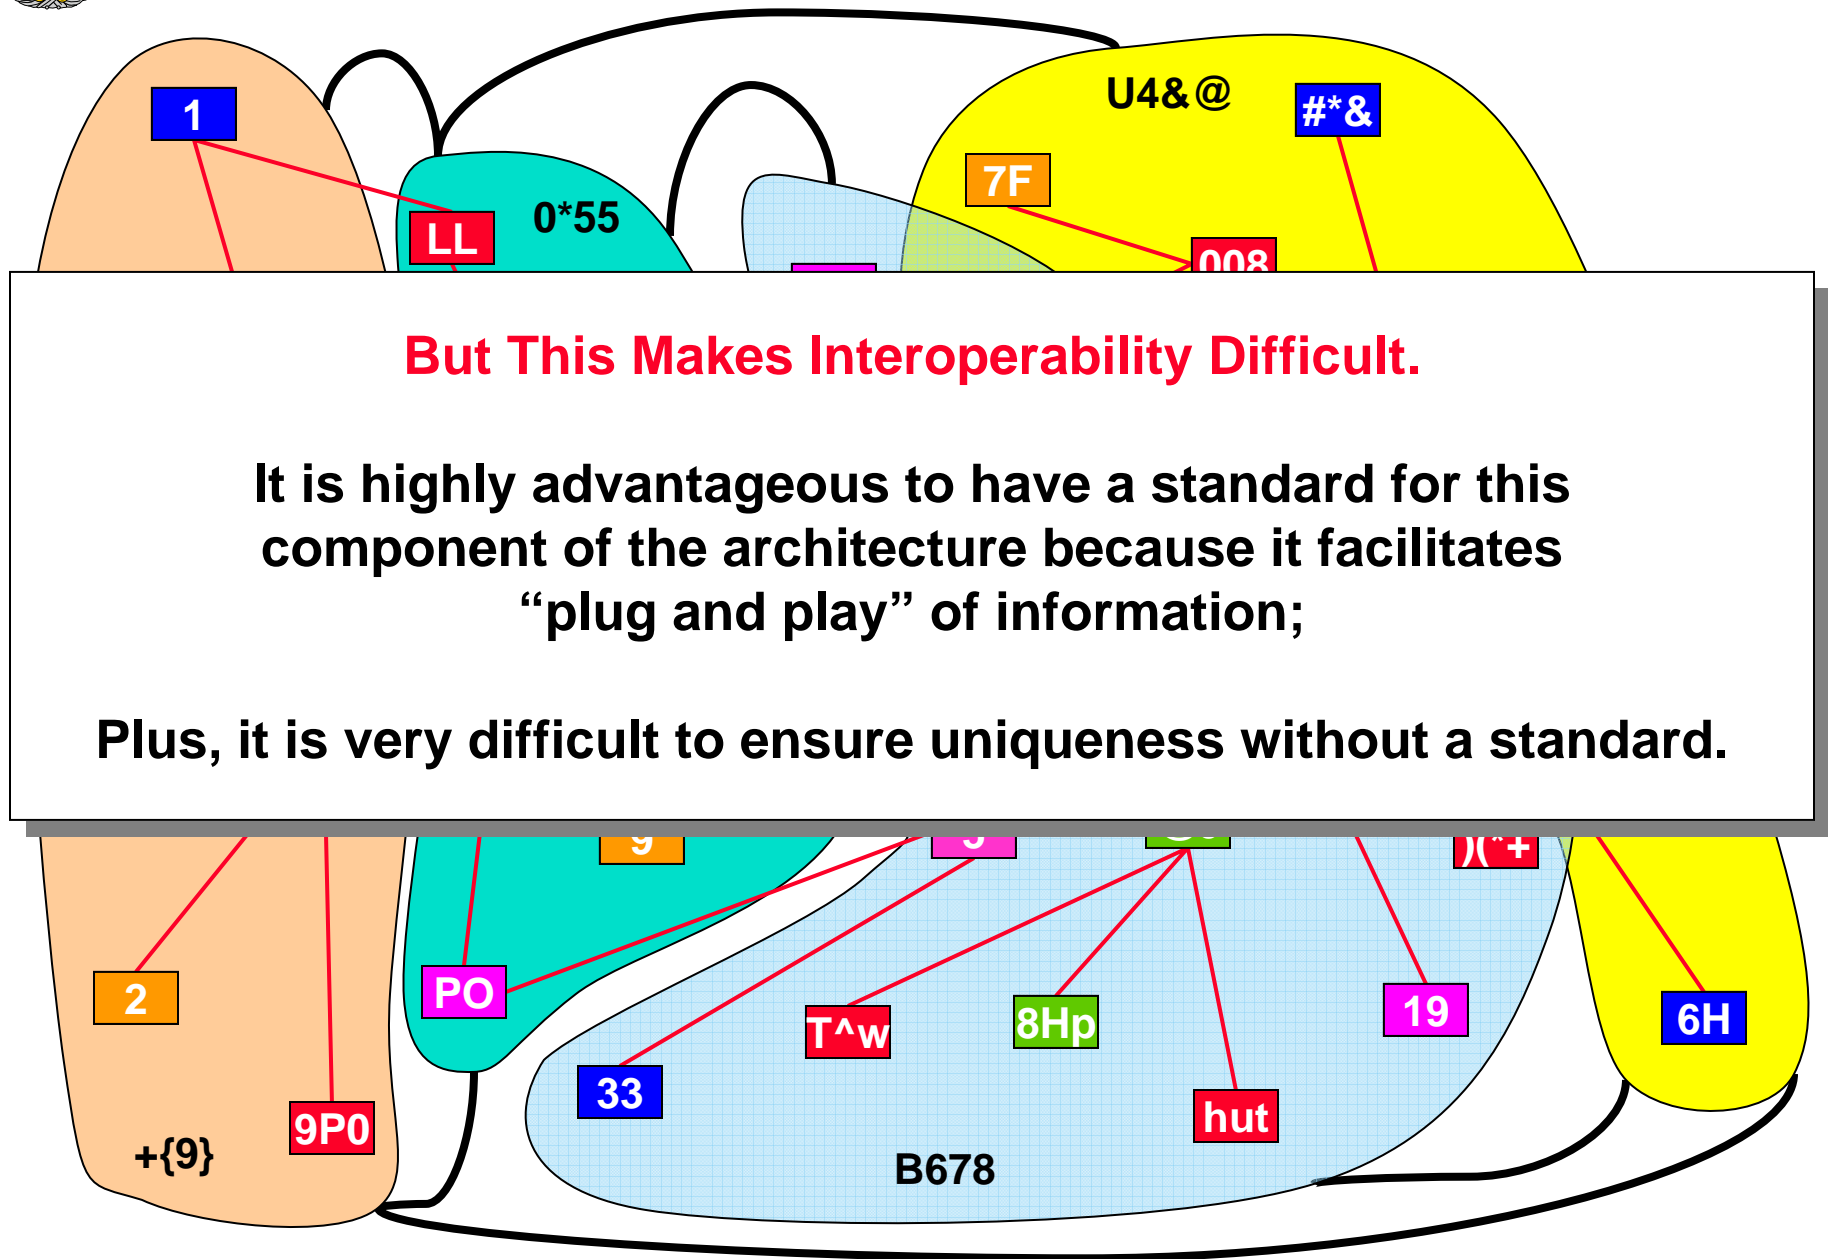 U4&@
#*&
1
7F
0*55
LL
008
But This Makes Interoperability Difficult.
It is highly advantageous to have a standard for this
component of the architecture because it facilitates
“plug and play” of information;
Plus, it is very difficult to ensure uniqueness without a standard.
9
)(*+
2
PO
T^w
8Hp
19
6H
33
9P0
hut
+{9}
B678